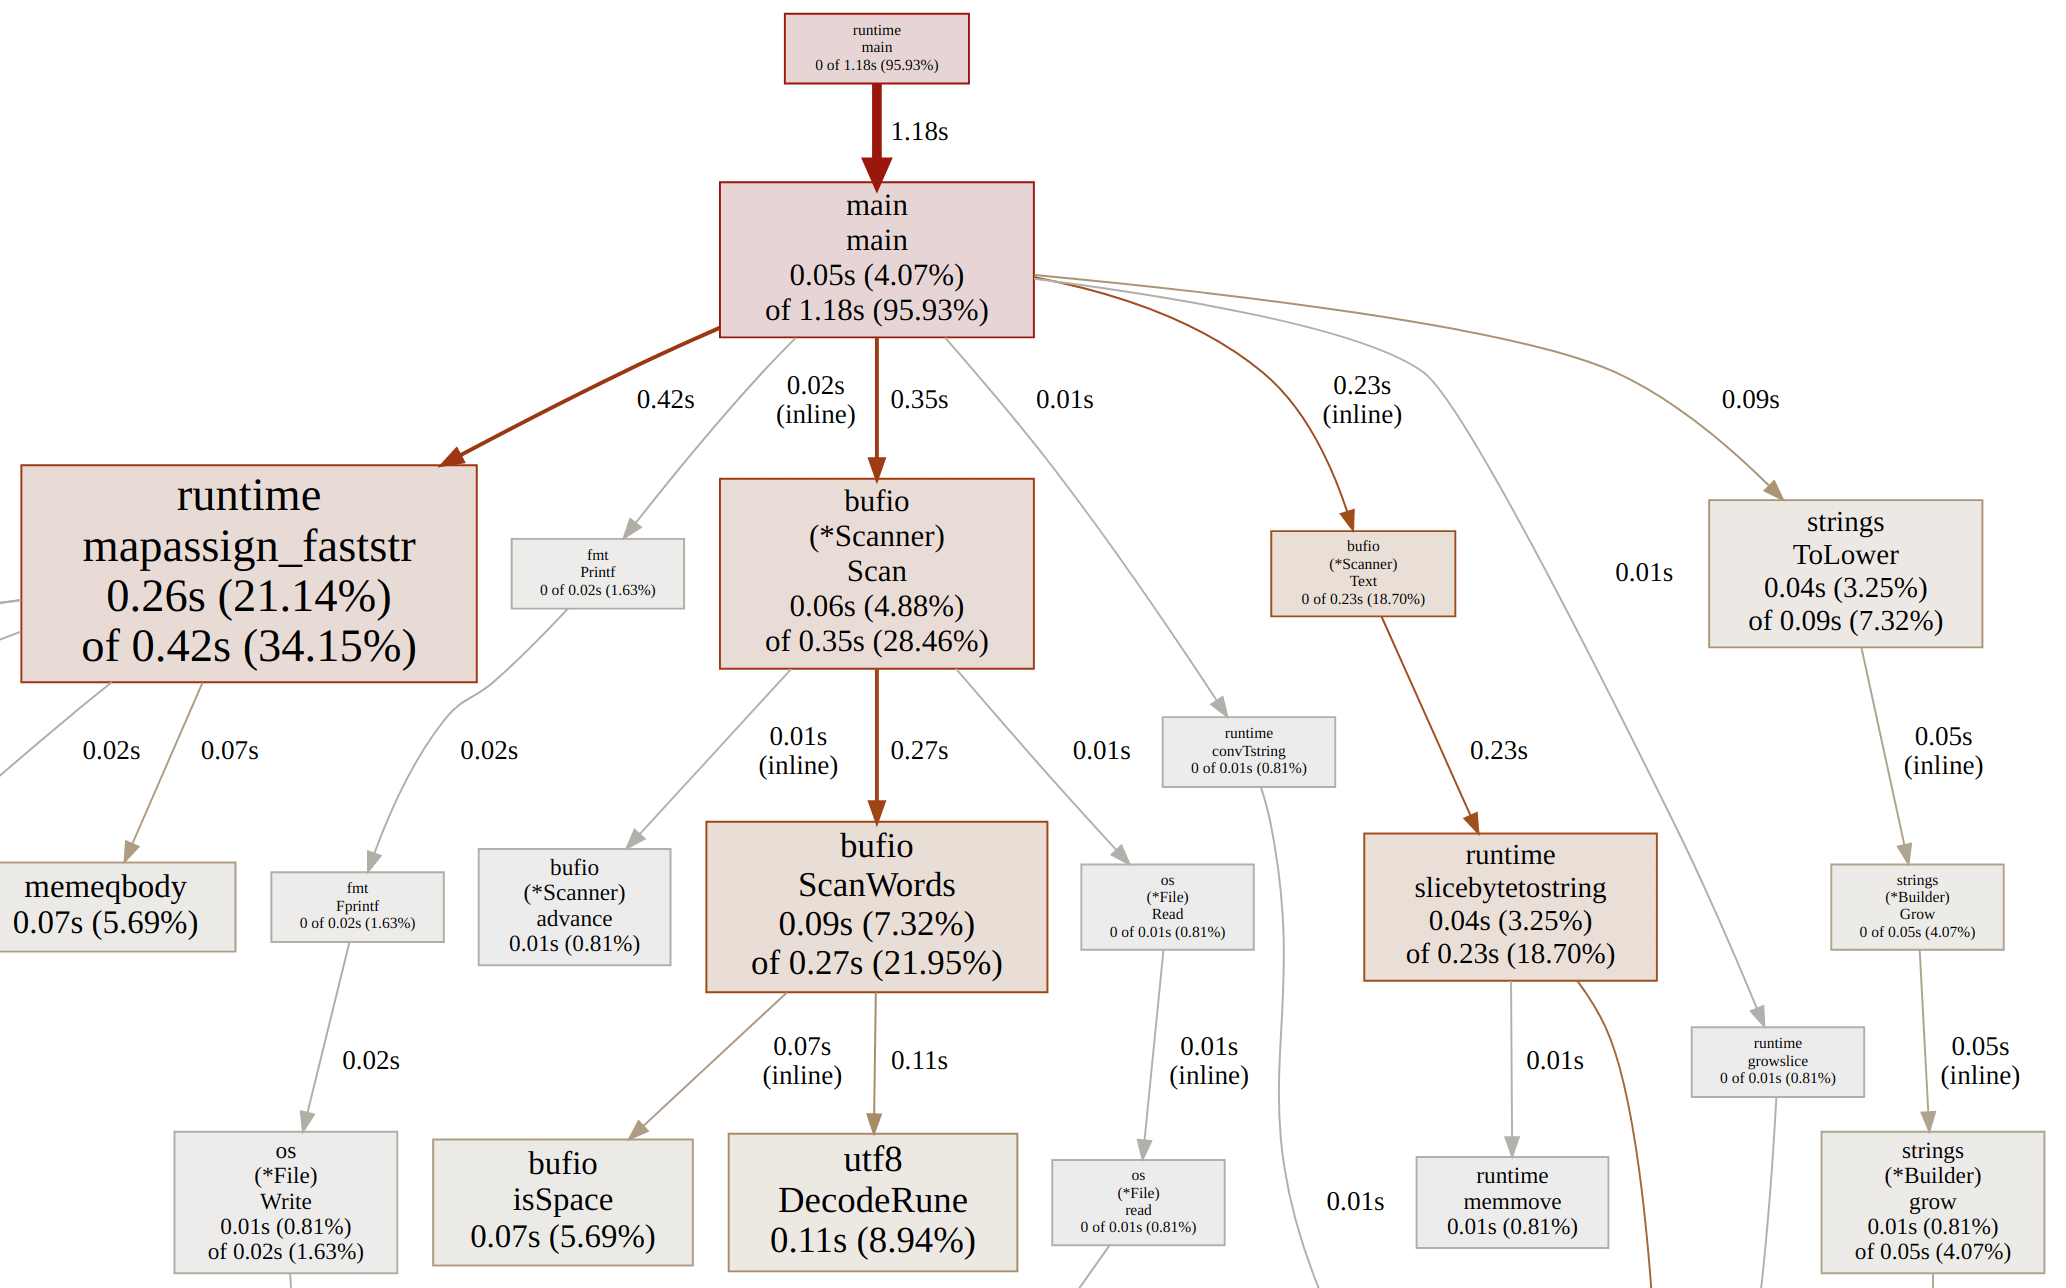 runtime
main
0 of 1.18s (95.93%)
1.18s
main
main
0.05s (4.07%)
of 1.18s (95.93%)
0.42s
0.02s
(inline)
0.35s
0.01s
0.23s
(inline)
0.09s
runtime
mapassign_faststr
0.26s (21.14%)
of 0.42s (34.15%)
fmt
Printf
0 of 0.02s (1.63%)
bufio
(*Scanner)
Scan
0.06s (4.88%)
of 0.35s (28.46%)
bufio
(*Scanner)
Text
0 of 0.23s (18.70%)
0.01s
strings
ToLower
0.04s (3.25%)
of 0.09s (7.32%)
0.02s
0.07s
0.02s
0.01s
(inline)
0.27s
0.01s
runtime
convTstring
0 of 0.01s (0.81%)
0.23s
0.05s
(inline)
memeqbody
0.07s (5.69%)
fmt
Fprintf
0 of 0.02s (1.63%)
bufio
(*Scanner)
advance
0.01s (0.81%)
bufio
ScanWords
0.09s (7.32%)
of 0.27s (21.95%)
os
(*File)
Read
0 of 0.01s (0.81%)
runtime
slicebytetostring
0.04s (3.25%)
of 0.23s (18.70%)
strings
(*Builder)
Grow
0 of 0.05s (4.07%)
0.02s
0.07s
(inline)
0.11s
0.01s
(inline)
0.01s
runtime
growslice
0 of 0.01s (0.81%)
0.05s
(inline)
os
(*File)
Write
0.01s (0.81%)
of 0.02s (1.63%)
bufio
isSpace
0.07s (5.69%)
utf8
DecodeRune
0.11s (8.94%)
os
(*File)
read
0 of 0.01s (0.81%)
0.01s
runtime
memmove
0.01s (0.81%)
strings
(*Builder)
grow
0.01s (0.81%)
of 0.05s (4.07%)